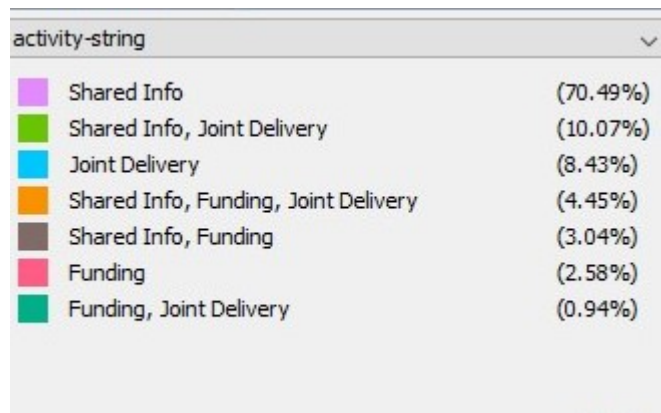 activity-string
Shared Info (70.49%)
Shared Info, Joint Delivery (10.07%)
Joint Delivery (8.43%)
Shared Info, Funding, Joint Delivery (4.45%)
Shared Info, Funding (3.04%)
Funding (2.58%)
Funding, Joint Delivery (0.94%)